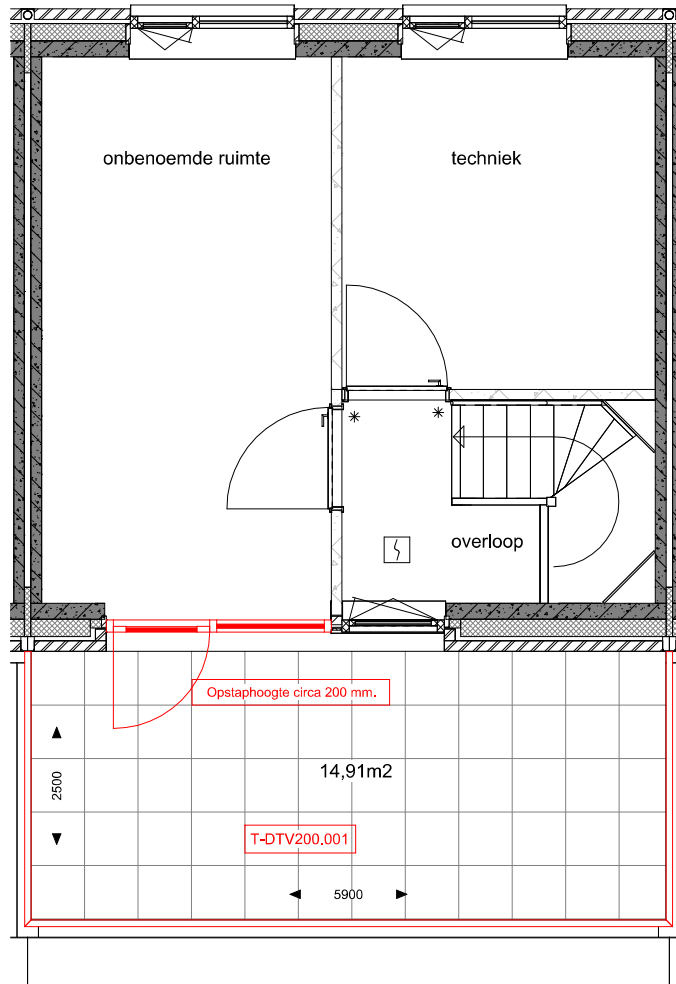 onbenoemde ruimte
techniek
overloop
Opstaphoogte circa 200 mm.
14,91m2
2500
T-DTV200.001
5900